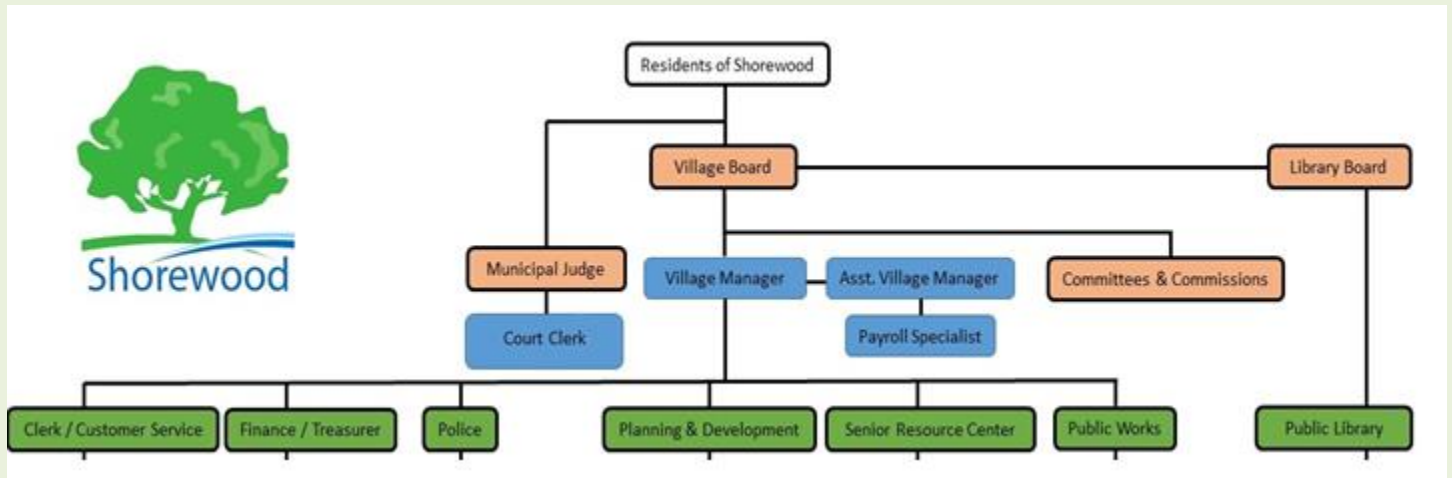 Residents of Shorewood
Village Board
Library Board
Shorewood
Municipal Judge
Village Manager
Asst. Village Manager
Committees & Commissions
Court Clerk
Payroll Specialist
Clerk / Customer Service
Finance / Treasurer
Police
Planning & Development
Senior Resource Center
Public Works
Public Library